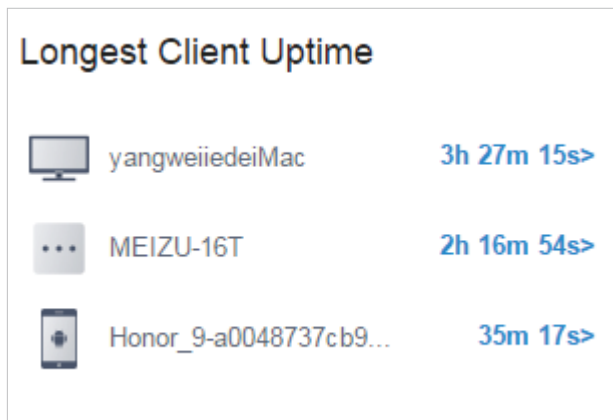 Longest Client Uptime
yangweiiedeiMac 3h 27m 15s>
MEIZU-16T 2h 16m 54s>
Honor_9-a0048737cb9... 35m 17s>